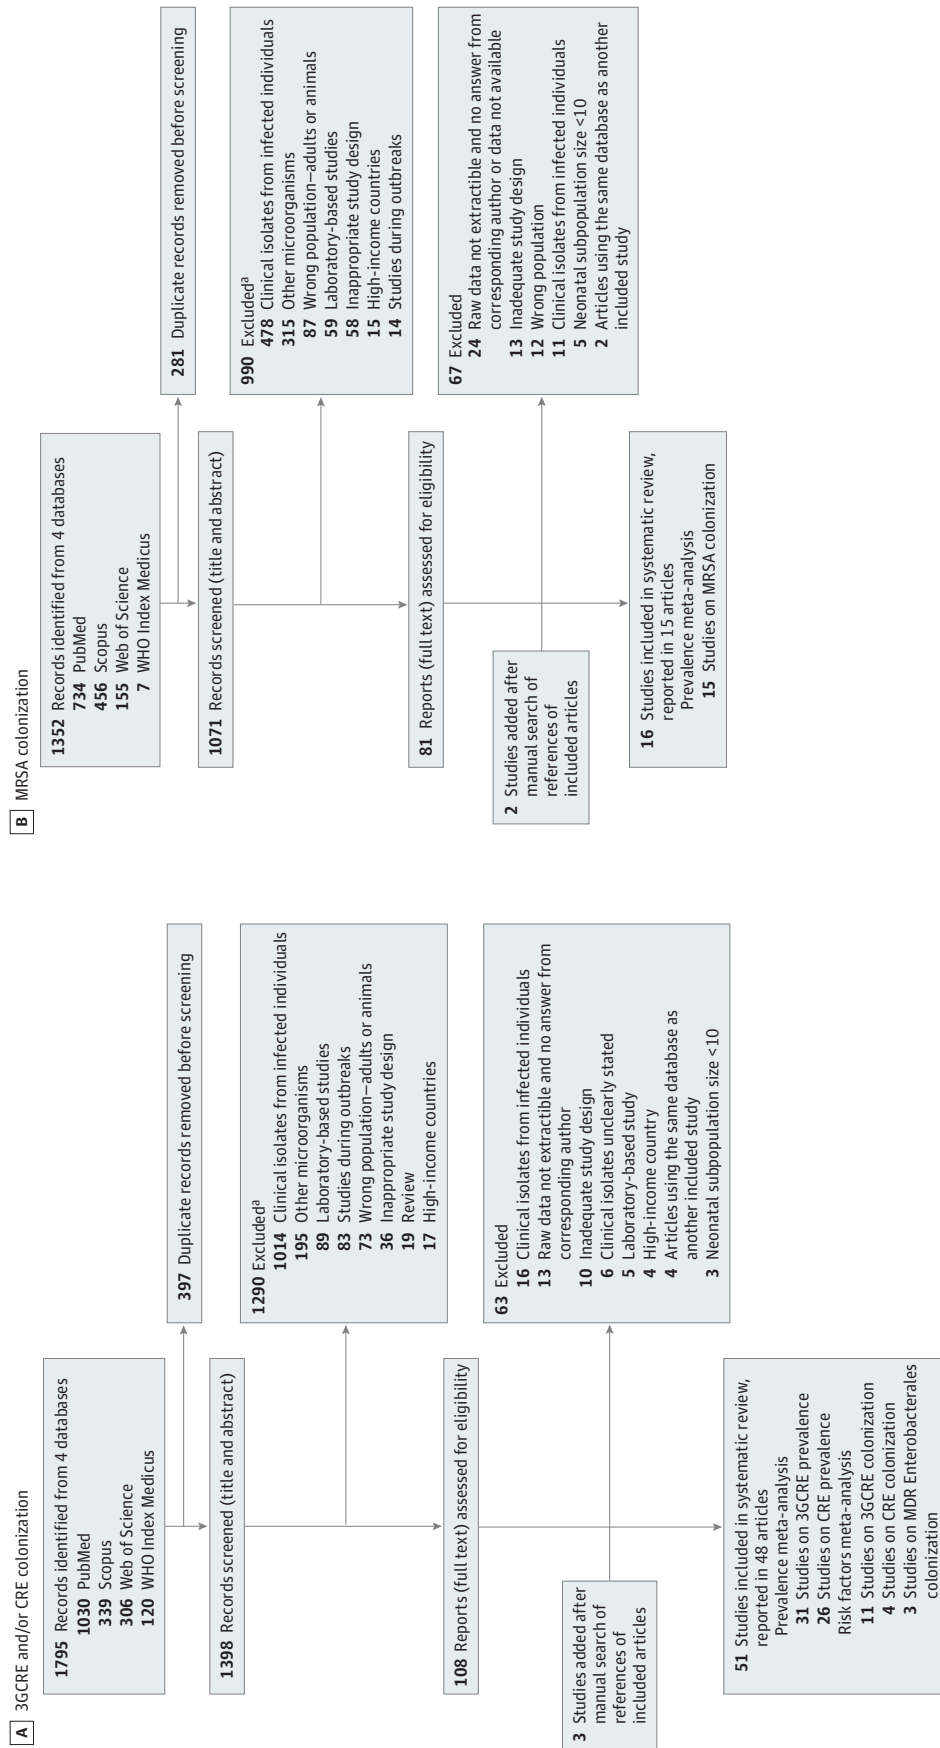 A 3GCRE and/or CRE colonization
1795 Records identified from 4 databases
1030 PubMed
339 Scopus
306 Web of Science
120 WHO Index Medicus
397 Duplicate records removed before screening
1398 Records screened (title and abstract)
1290 Excludedª
1014 Clinical isolates from infected individuals
195 Other microorganisms
89 Laboratory-based studies
83 Studies during outbreaks
73 Wrong population—adults or animals
36 Inappropriate study design
19 Review
17 High-income countries
108 Reports (full text) assessed for eligibility
3 Studies added after
manual search of
references of
included articles
63 Excluded
16 Clinical isolates from infected individuals
13 Raw data not extractible and no answer from
corresponding author
10 Inadequate study design
6 Clinical isolates unclearly stated
5 Laboratory-based study
4 High-income country
4 Articles using the same database as
another included study
3 Neonatal subpopulation size <10
51 Studies included in systematic review,
reported in 48 articles
Prevalence meta-analysis
31 Studies on 3GCRE prevalence
26 Studies on CRE prevalence
Risk factors meta-analysis
11 Studies on 3GCRE colonization
4 Studies on CRE colonization
3 Studies on MDR Enterobacterales
colonization
B MRSA colonization
1352 Records identified from 4 databases
734 PubMed
456 Scopus
155 Web of Science
7 WHO Index Medicus
281 Duplicate records removed before screening
1071 Records screened (title and abstract)
990 Excludedª
478 Clinical isolates from infected individuals
315 Other microorganisms
87 Wrong population—adults or animals
59 Laboratory-based studies
58 Inappropriate study design
15 High-income countries
14 Studies during outbreaks
81 Reports (full text) assessed for eligibility
2 Studies added after
manual search of
references of
included articles
67 Excluded
24 Raw data not extractible and no answer from
corresponding author or data not available
13 Inadequate study design
12 Wrong population
11 Clinical isolates from infected individuals
5 Neonatal subpopulation size <10
2 Articles using the same database as another
included study
16 Studies included in systematic review,
reported in 15 articles
Prevalence meta-analysis
15 Studies on MRSA colonization